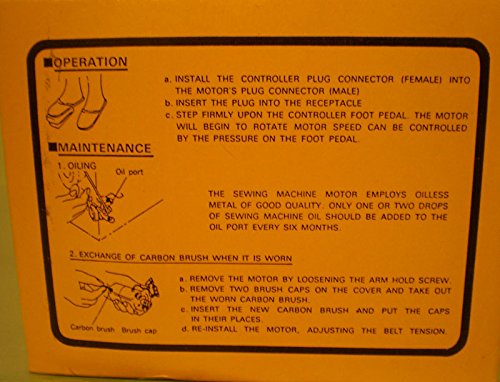 ■OPERATION
a. INSTALL THE CONTROLLER PLUG CONNECTOR (FEMALE) INTO
THE MOTOR'S PLUG CONNECTOR (MALE)
b. INSERT THE PLUG INTO THE RECEPTACLE
c. STEP FIRMLY UPON THE CONTROLLER FOOT PEDAL. THE MOTOR
WILL BEGIN TO ROTATE MOTOR SPEED CAN BE CONTROLLED
BY THE PRESSURE ON THE FOOT PEDAL.
■MAINTENANCE
1. OILING
Oil port
THE SEWING MACHINE MOTOR EMPLOYS OILLESS
METAL OF GOOD QUALITY. ONLY ONE OR TWO DROPS
OF SEWING MACHINE OIL SHOULD BE ADDED TO THE
OIL PORT EVERY SIX MONTHS.
2. EXCHANGE OF CARBON BRUSH WHEN IT IS WORN
a. REMOVE THE MOTOR BY LOOSENING THE ARM HOLD SCREW.
b. REMOVE TWO BRUSH CAPS ON THE COVER AND TAKE OUT
THE WORN CARBON BRUSH.
c. INSERT THE NEW CARBON BRUSH AND PUT THE CAPS
IN THEIR PLACES.
d. RE-INSTALL THE MOTOR, ADJUSTING THE BELT TENSION.
Carbon brush Brush cap